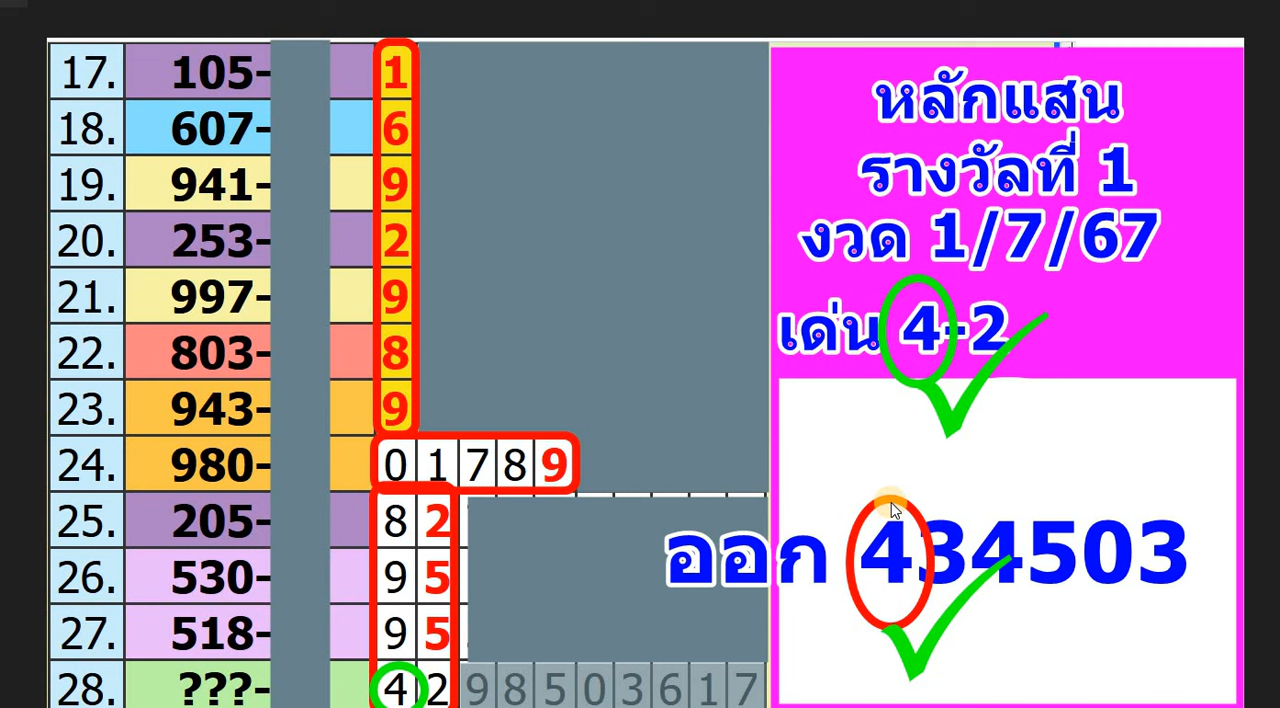 17. 105- 1
18. 607- 6
19. 941- 9
20. 253- 2
21. 997- 9
22. 803- 8
23. 943- 9
24. 980- 0 1 7 8 9
25. 205- 8 2
26. 530- 9 5
27. 518- 9 5
28. ???- 4 2 9 8 5 0 3 6 1 7
หลักแสน
รางวัลที่ 1
งวด 1/7/67
เด่น 4-2
ออก 434503